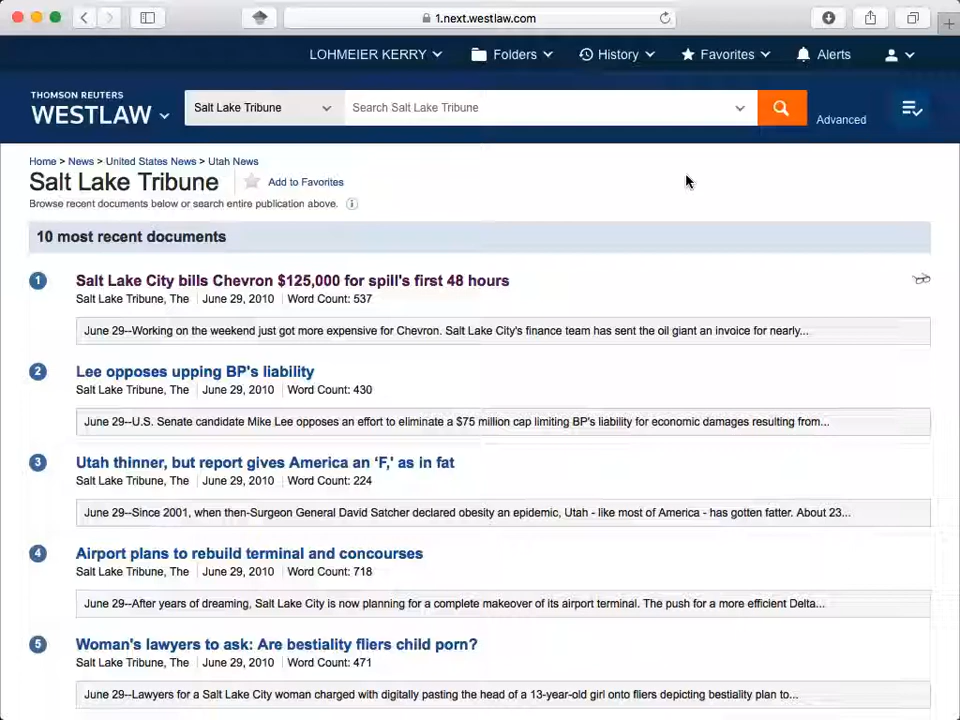 1.next.westlaw.com
LOHMEIER KERRY Folders History Favorites Alerts
THOMSON REUTERS
WESTLAW
Salt Lake Tribune Search Salt Lake Tribune Advanced
Home > News > United States News > Utah News
Salt Lake Tribune Add to Favorites
Browse recent documents below or search entire publication above. i
10 most recent documents
1 Salt Lake City bills Chevron $125,000 for spill's first 48 hours
Salt Lake Tribune, The June 29, 2010 Word Count: 537
June 29--Working on the weekend just got more expensive for Chevron. Salt Lake City's finance team has sent the oil giant an invoice for nearly...
2 Lee opposes upping BP's liability
Salt Lake Tribune, The June 29, 2010 Word Count: 430
June 29--U.S. Senate candidate Mike Lee opposes an effort to eliminate a $75 million cap limiting BP's liability for economic damages resulting from...
3 Utah thinner, but report gives America an ‘F,’ as in fat
Salt Lake Tribune, The June 29, 2010 Word Count: 224
June 29--Since 2001, when then-Surgeon General David Satcher declared obesity an epidemic, Utah - like most of America - has gotten fatter. About 23...
4 Airport plans to rebuild terminal and concourses
Salt Lake Tribune, The June 29, 2010 Word Count: 718
June 29--After years of dreaming, Salt Lake City is now planning for a complete makeover of its airport terminal. The push for a more efficient Delta...
5 Woman's lawyers to ask: Are bestiality fliers child porn?
Salt Lake Tribune, The June 29, 2010 Word Count: 471
June 29--Lawyers for a Salt Lake City woman charged with digitally pasting the head of a 13-year-old girl onto fliers depicting bestiality plan to...